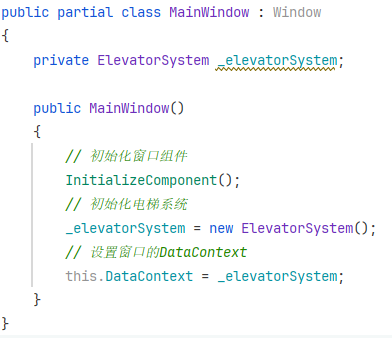 public partial class MainWindow : Window
{
    private ElevatorSystem _elevatorSystem;

    public MainWindow()
    {
        // 初始化窗口组件
        InitializeComponent();
        // 初始化电梯系统
        _elevatorSystem = new ElevatorSystem();
        // 设置窗口的DataContext
        this.DataContext = _elevatorSystem;
    }
}